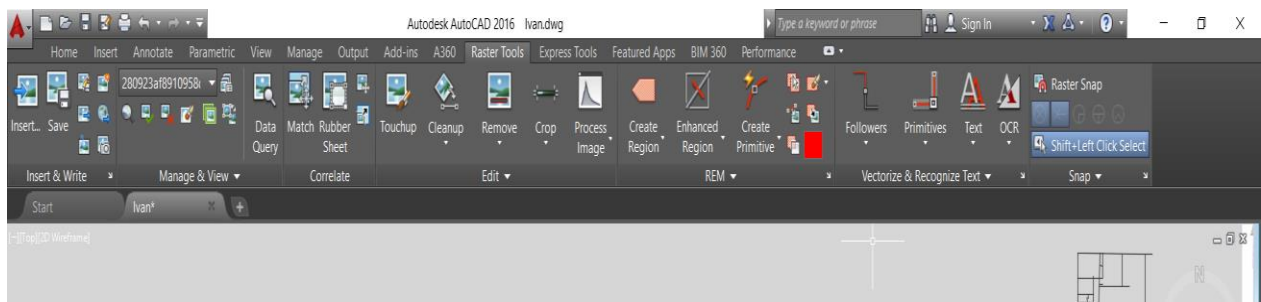 Autodesk AutoCAD 2016 Ivan.dwg Type a keyword or phrase Sign In
Home Insert Annotate Parametric View Manage Output Add-ins A360 Raster Tools Express Tools Featured Apps BIM 360 Performance
280923af8910958
Insert... Save Data Query Match Rubber Sheet Touchup Cleanup Remove Crop Process Image Create Region Enhanced Region Create Primitive Followers Primitives Text OCR
Raster Snap
Shift+Left Click Select
Insert & Write Manage & View Correlate Edit REM Vectorize & Recognize Text Snap
Start Ivan*
[-][Top][2D Wireframe]
N